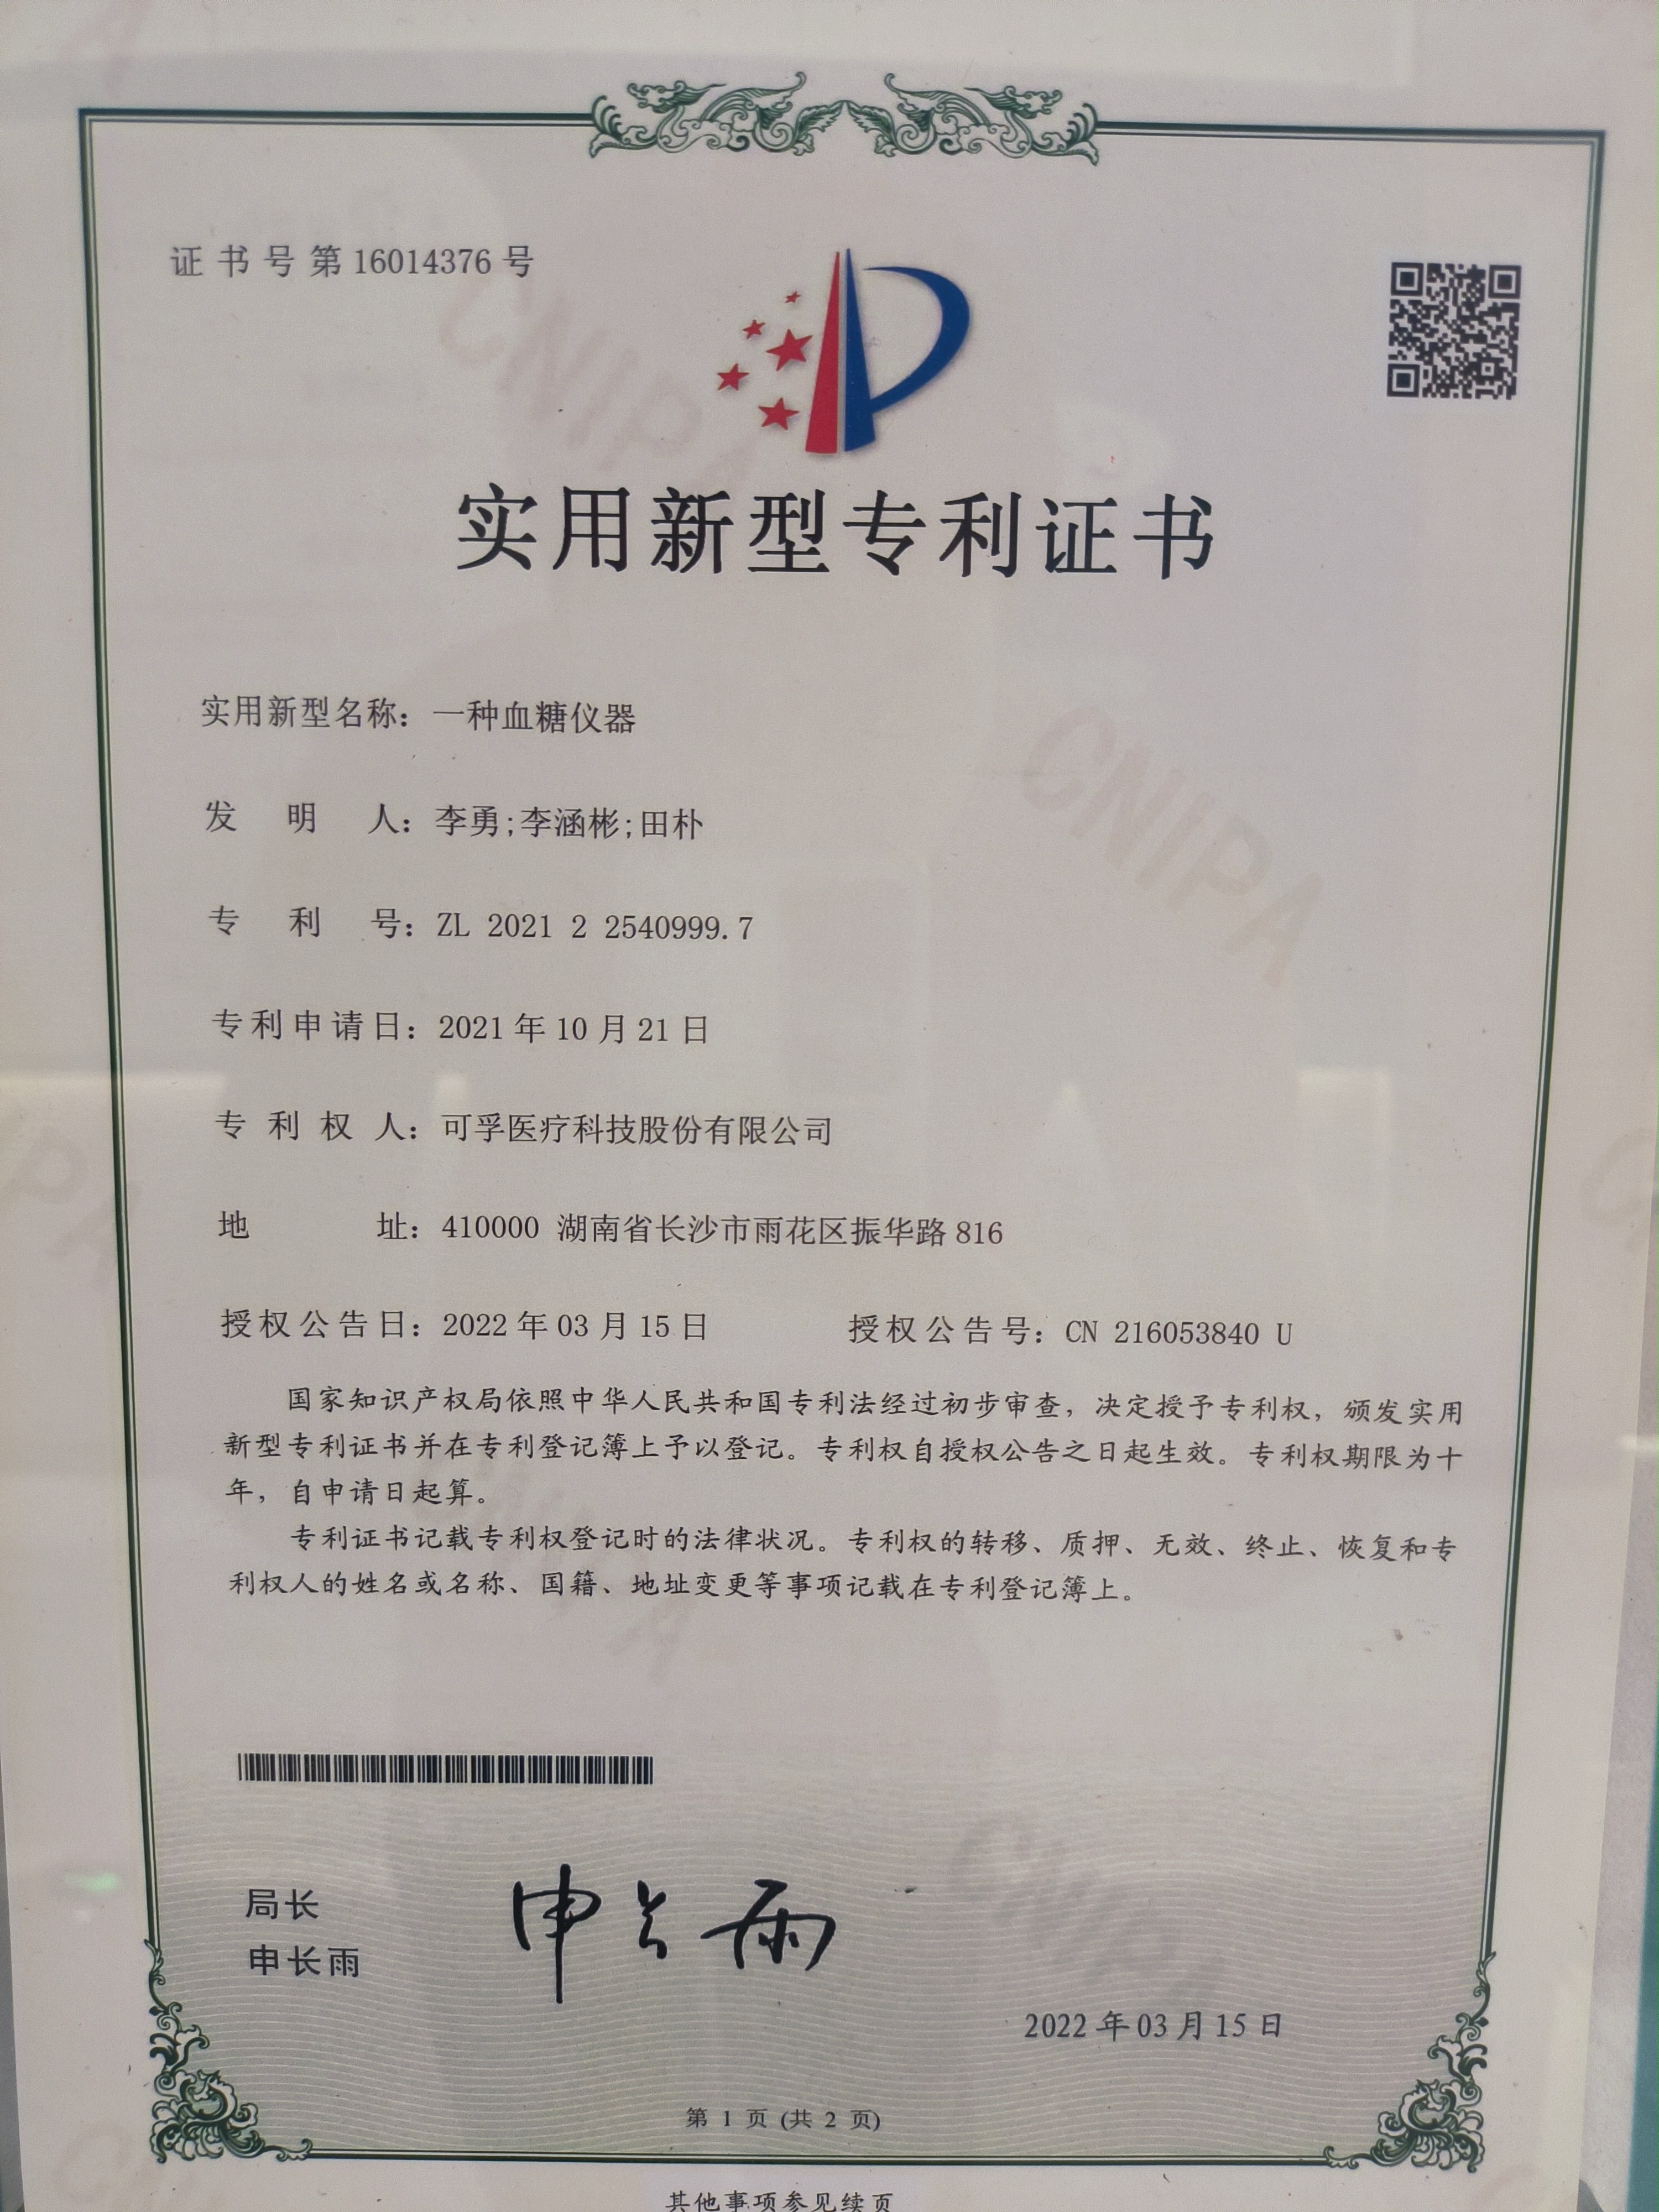 证书号第16014376号
实用新型专利证书
实用新型名称：一种血糖仪器
发明人：李勇;李涵彬;田朴
专利号：ZL 2021 2 2540999.7
专利申请日：2021年10月21日
专利权人：可孚医疗科技股份有限公司
地址：410000 湖南省长沙市雨花区振华路816
授权公告日：2022年03月15日 授权公告号：CN 216053840 U
国家知识产权局依照中华人民共和国专利法经过初步审查，决定授予专利权，颁发实用
新型专利证书并在专利登记簿上予以登记。专利权自授权公告之日起生效。专利权期限为十
年，自申请日起算。
专利证书记载专利权登记时的法律状况。专利权的转移、质押、无效、终止、恢复和专
利权人的姓名或名称、国籍、地址变更等事项记载在专利登记簿上。
局长
申长雨
申长雨
2022年03月15日
第 1 页 (共 2 页)
其他事项参见续页
CNIPA
CNIPA
CNIPA